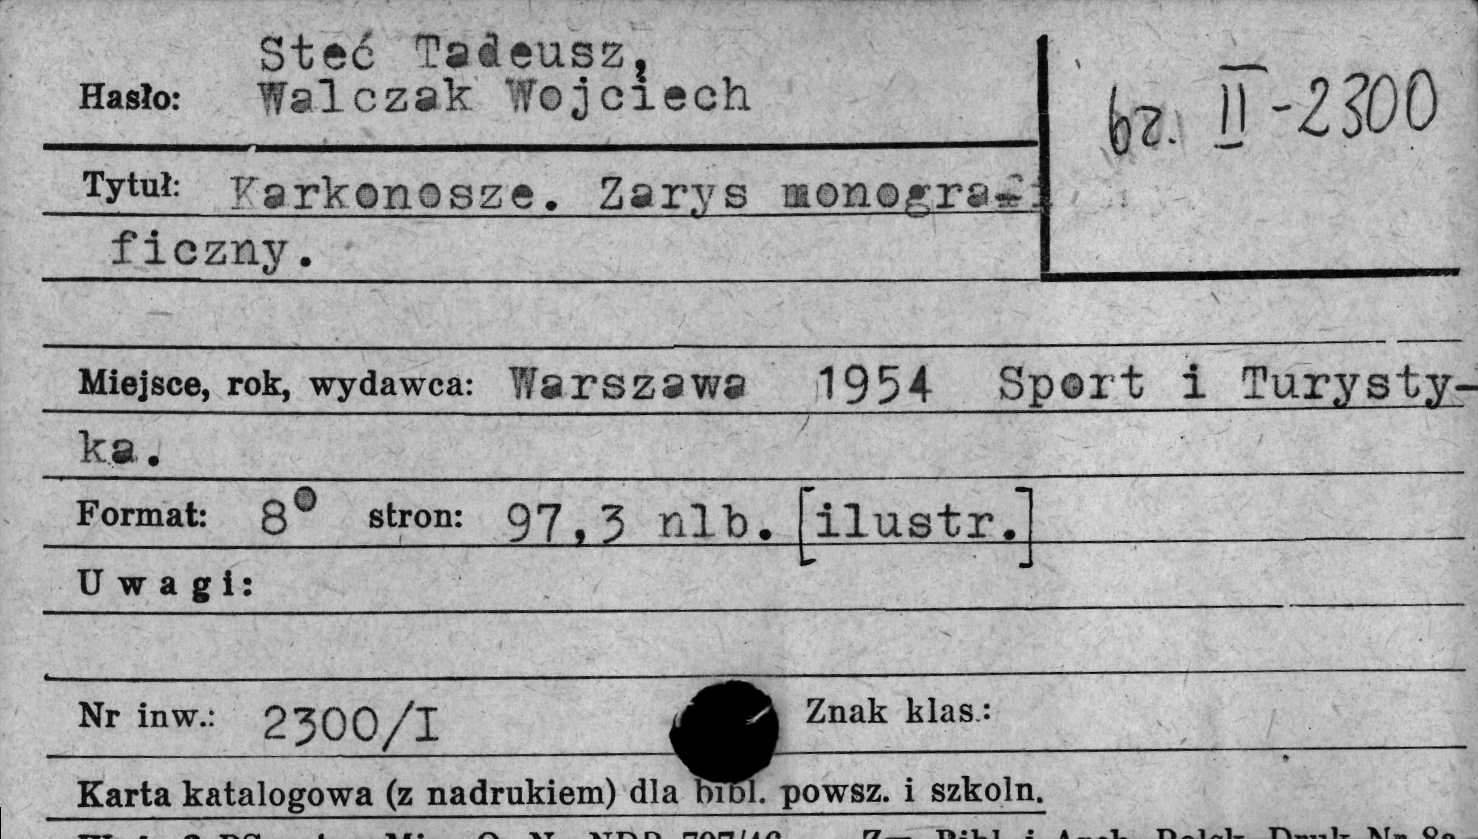 Steć Tadeusz,
Hasło: Walczak Wojciech
br. II-2300
Tytuł: Karkonosze. Zarys monografi
ficzny.
Miejsce, rok, wydawca: Warszawa 1954 Sport i Turysty-
ka.
Format: 8° stron: 97,3 nlb. [ilustr.]
Uwagi:
Nr inw.: 2300/I Znak klas.:
Karta katalogowa (z nadrukiem) dla bibl. powsz. i szkoln.